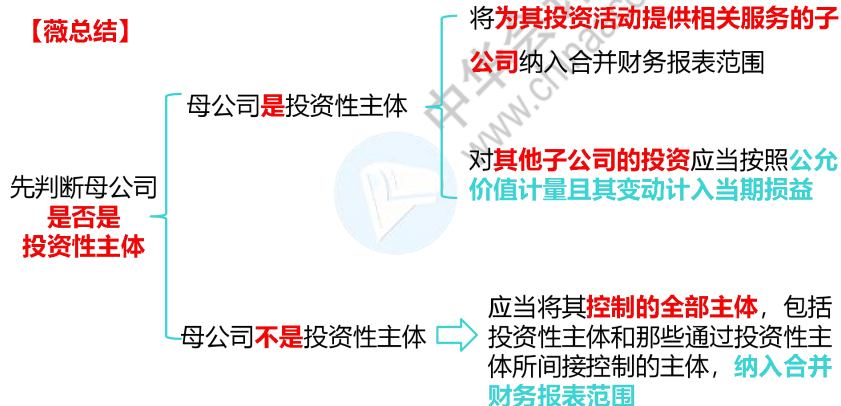 【薇总结】
将为其投资活动提供相关服务的子
公司纳入合并财务报表范围
母公司是投资性主体
对其他子公司的投资应当按照公允
价值计量且其变动计入当期损益
先判断母公司
是否是
投资性主体
母公司不是投资性主体
应当将其控制的全部主体，包括
投资性主体和那些通过投资性主
体所间接控制的主体，纳入合并
财务报表范围